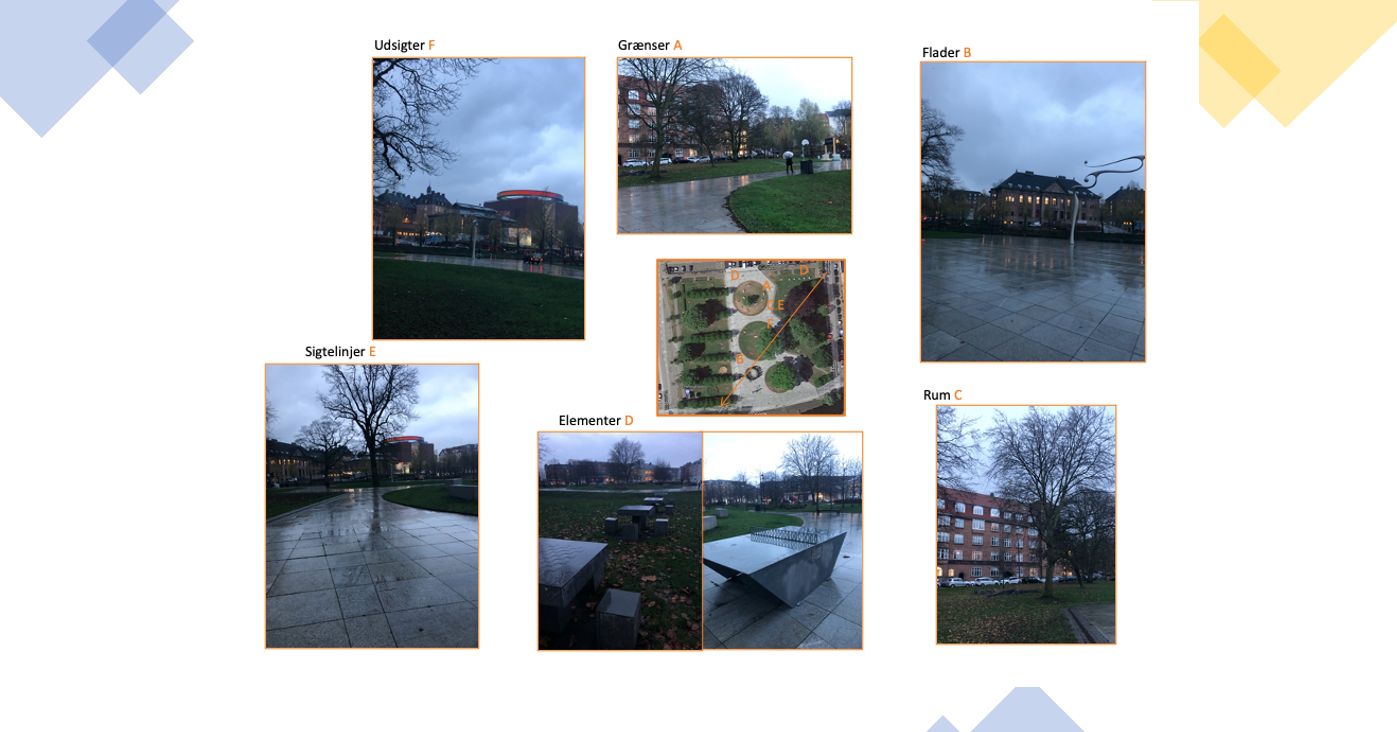 Udsigter F
Grænser A
Flader B
D
D
A
C E
F
B
Sigtelinjer E
Elementer D
Rum C